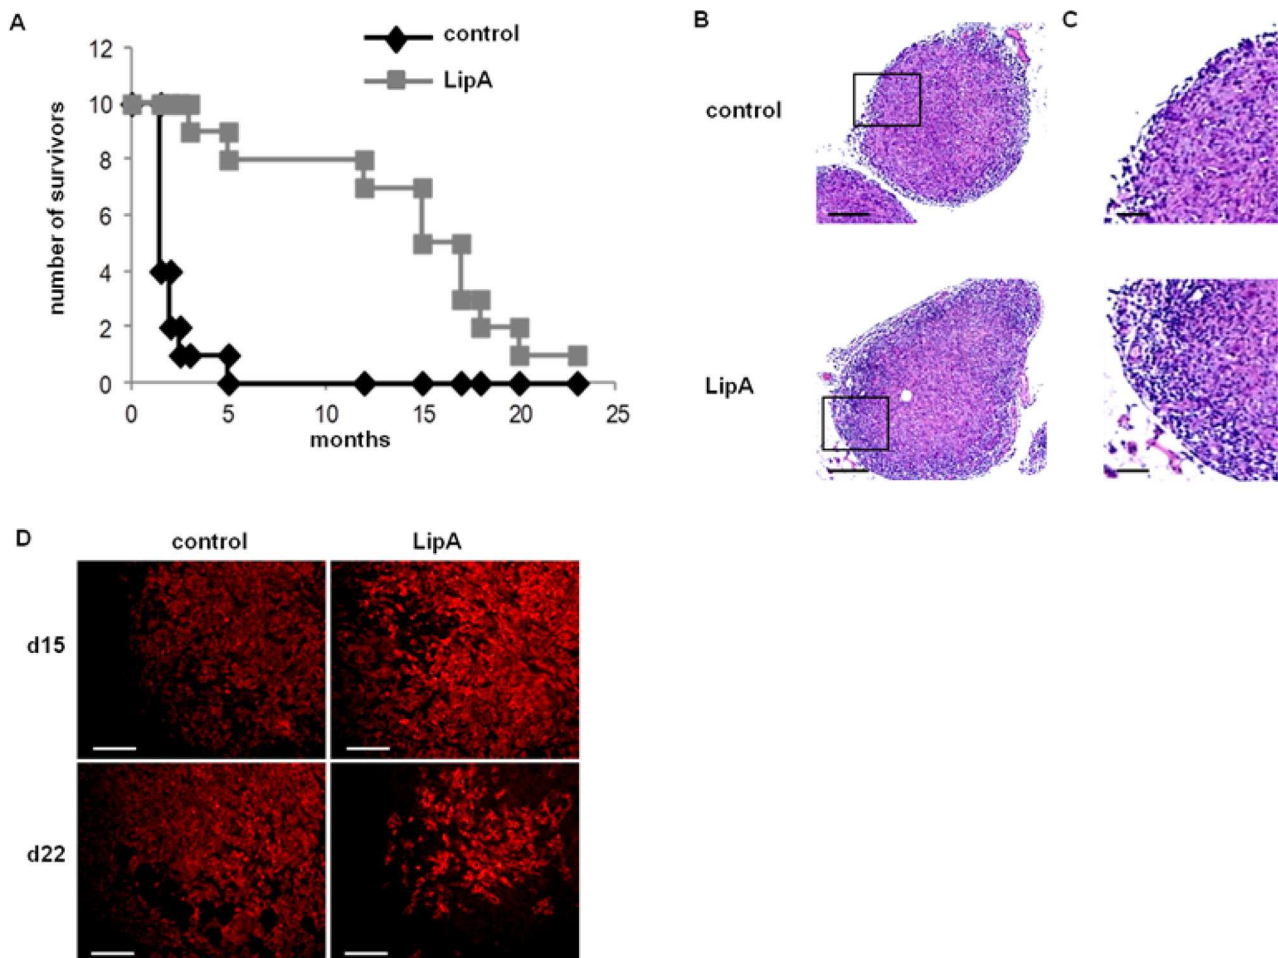 A
control
LipA
12
10
8
6
4
2
0
number of survivors
0 5 10 15 20 25
months
B C
control
LipA
D
control LipA
d15
d22